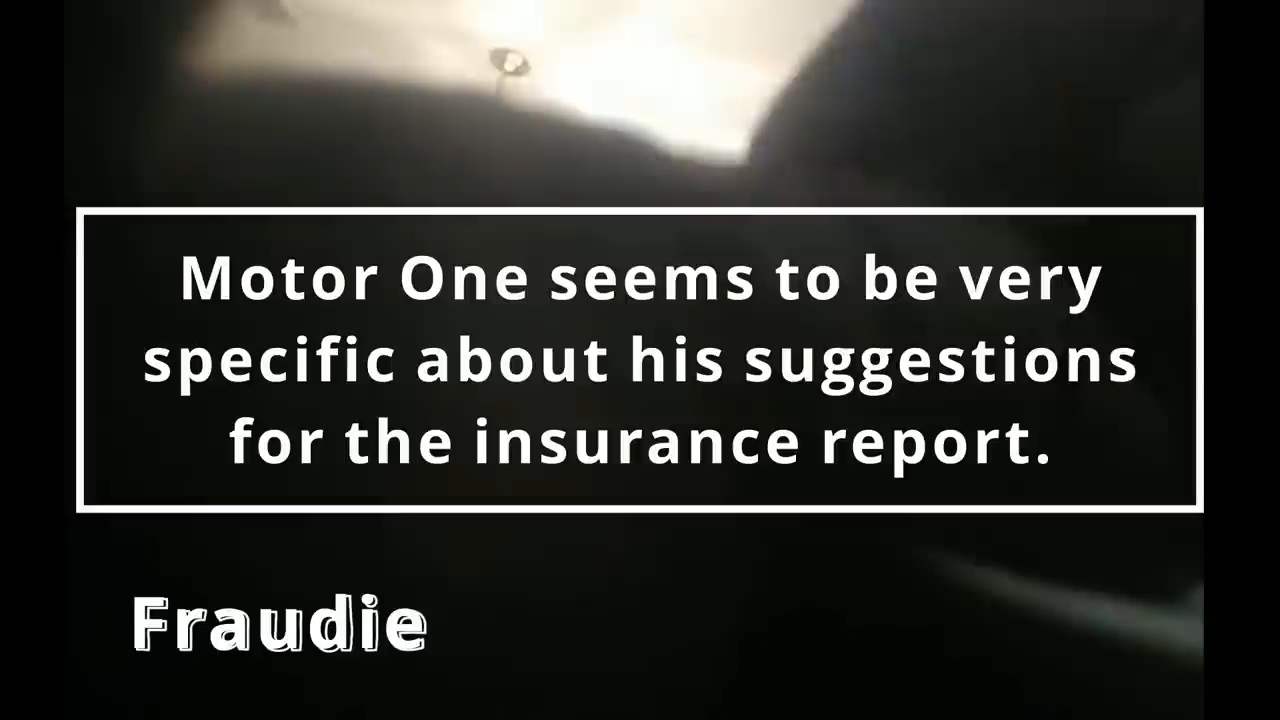 Motor One seems to be very
specific about his suggestions
for the insurance report.
Fraudie